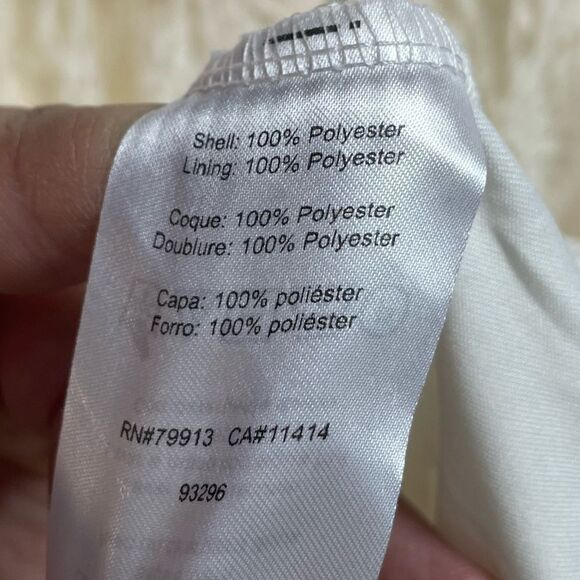 Shell: 100% Polyester
Lining: 100% Polyester
Coque: 100% Polyester
Doublure: 100% Polyester
Capa: 100% poliéster
Forro: 100% poliéster
RN#79913 CA#11414
93296